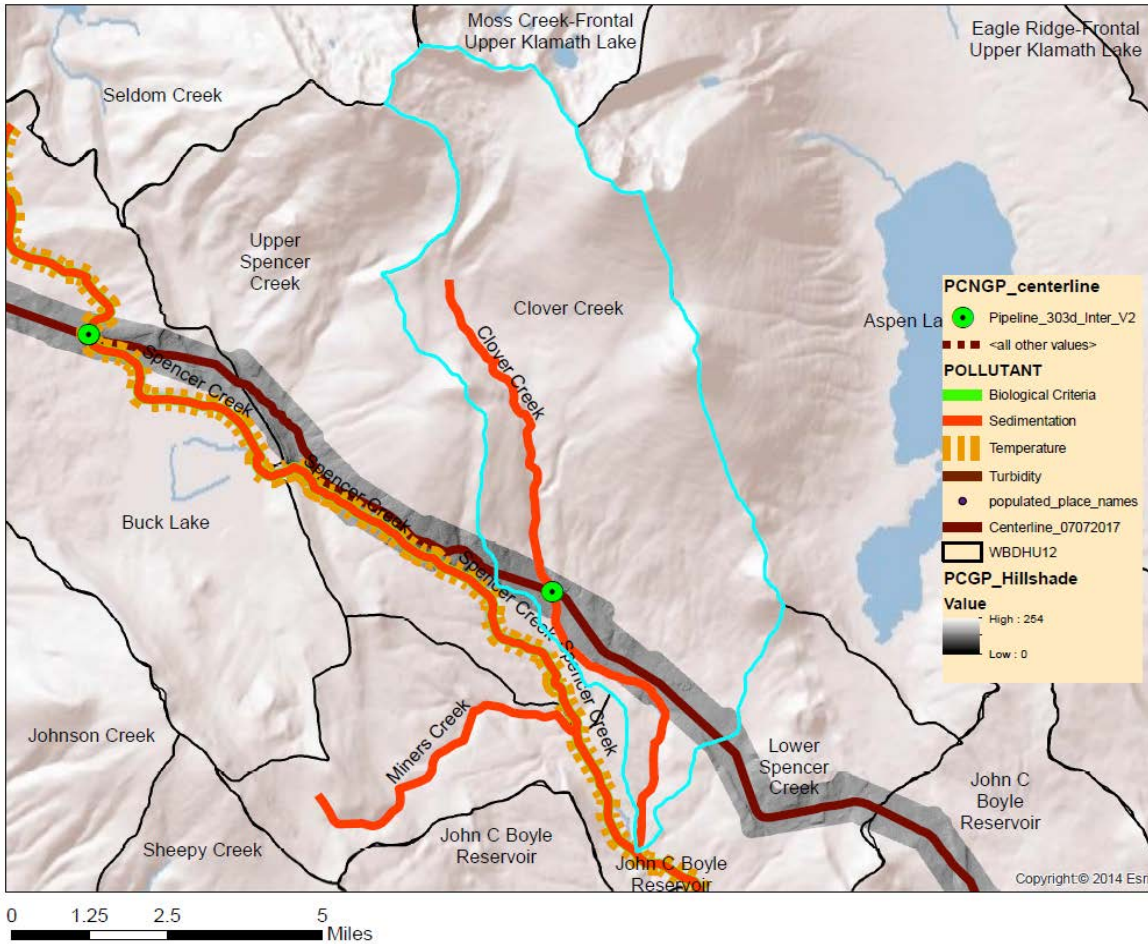 Moss Creek-Frontal
Upper Klamath Lake
Eagle Ridge-Frontal
Upper Klamath Lake
Seldom Creek
Upper
Spencer
Creek
Clover Creek
Aspen La
Clover Creek
Spencer Creek
Spencer Creek
Spencer Creek
Spencer Creek
Buck Lake
Miners Creek
Johnson Creek
Sheepy Creek
John C Boyle
Reservoir
John C Boyle
Reservoir
Lower
Spencer
Creek
John C
Boyle
Reservoir
PCNGP_centerline
Pipeline_303d_Inter_V2
<all other values>
POLLUTANT
Biological Criteria
Sedimentation
Temperature
Turbidity
populated_place_names
Centerline_07072017
WBDHU12
PCGP_Hillshade
Value
High : 254
Low : 0
Copyright:© 2014 Esri
0 1.25 2.5 5
Miles